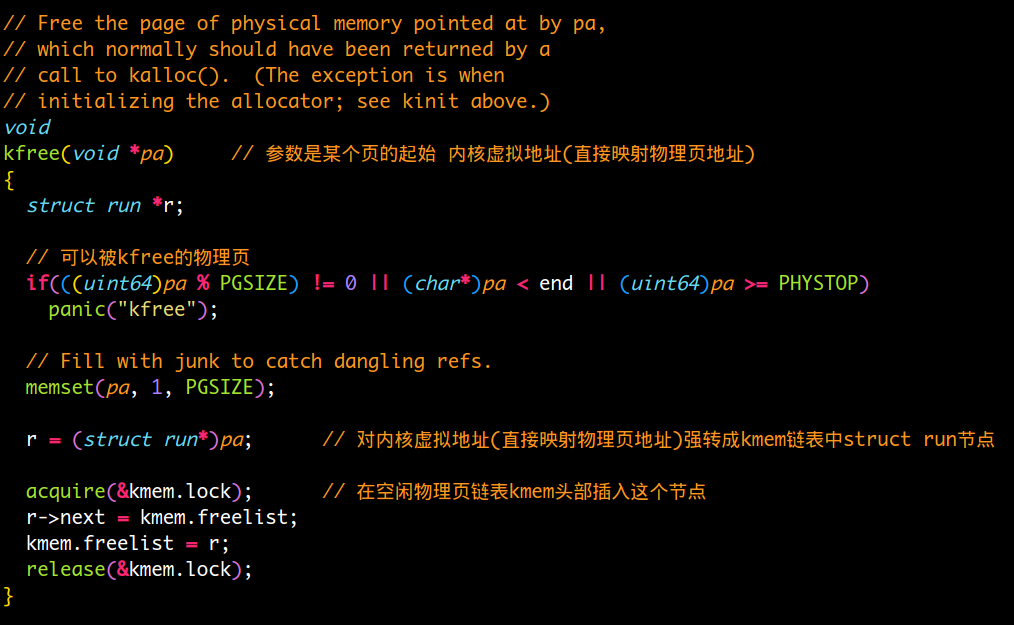 // Free the page of physical memory pointed at by pa,
// which normally should have been returned by a
// call to kalloc().  (The exception is when
// initializing the allocator; see kinit above.)
void
kfree(void *pa)     // 参数是某个页的起始 内核虚拟地址(直接映射物理页地址)
{
  struct run *r;

  // 可以被kfree的物理页
  if(((uint64)pa % PGSIZE) != 0 || (char*)pa < end || (uint64)pa >= PHYSTOP)
    panic("kfree");

  // Fill with junk to catch dangling refs.
  memset(pa, 1, PGSIZE);

  r = (struct run*)pa;      // 对内核虚拟地址(直接映射物理页地址)强转成kmem链表中struct run节点

  acquire(&kmem.lock);      // 在空闲物理页链表kmem头部插入这个节点
  r->next = kmem.freelist;
  kmem.freelist = r;
  release(&kmem.lock);
}